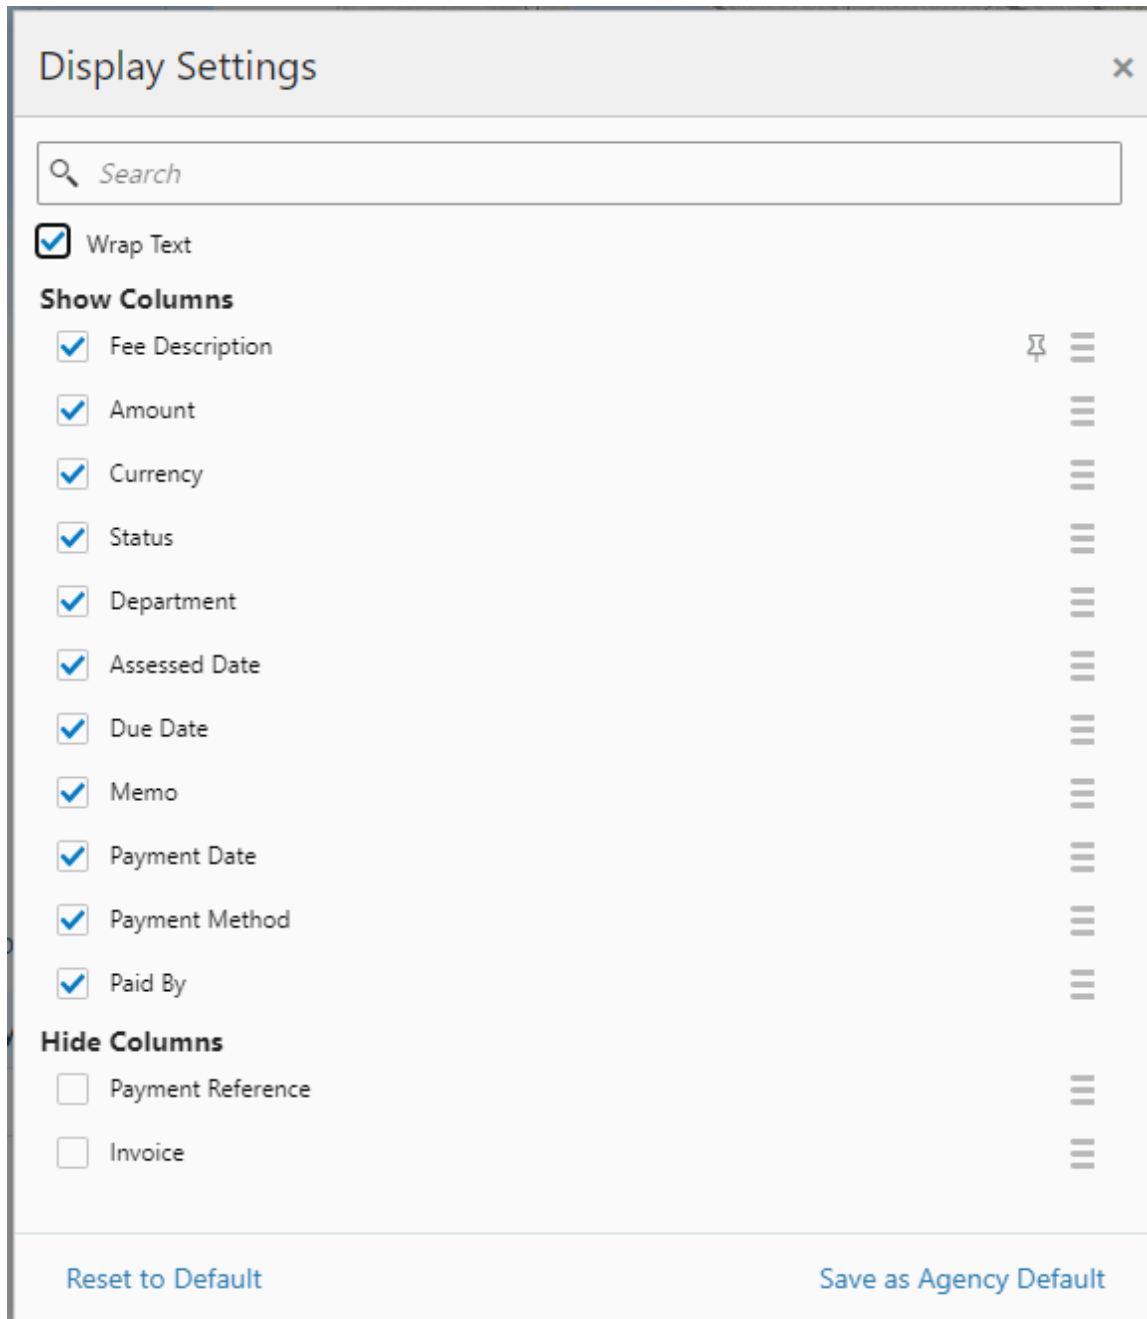 Display Settings
Search
Wrap Text
Show Columns
Fee Description
Amount
Currency
Status
Department
Assessed Date
Due Date
Memo
Payment Date
Payment Method
Paid By
Hide Columns
Payment Reference
Invoice
Reset to Default
Save as Agency Default